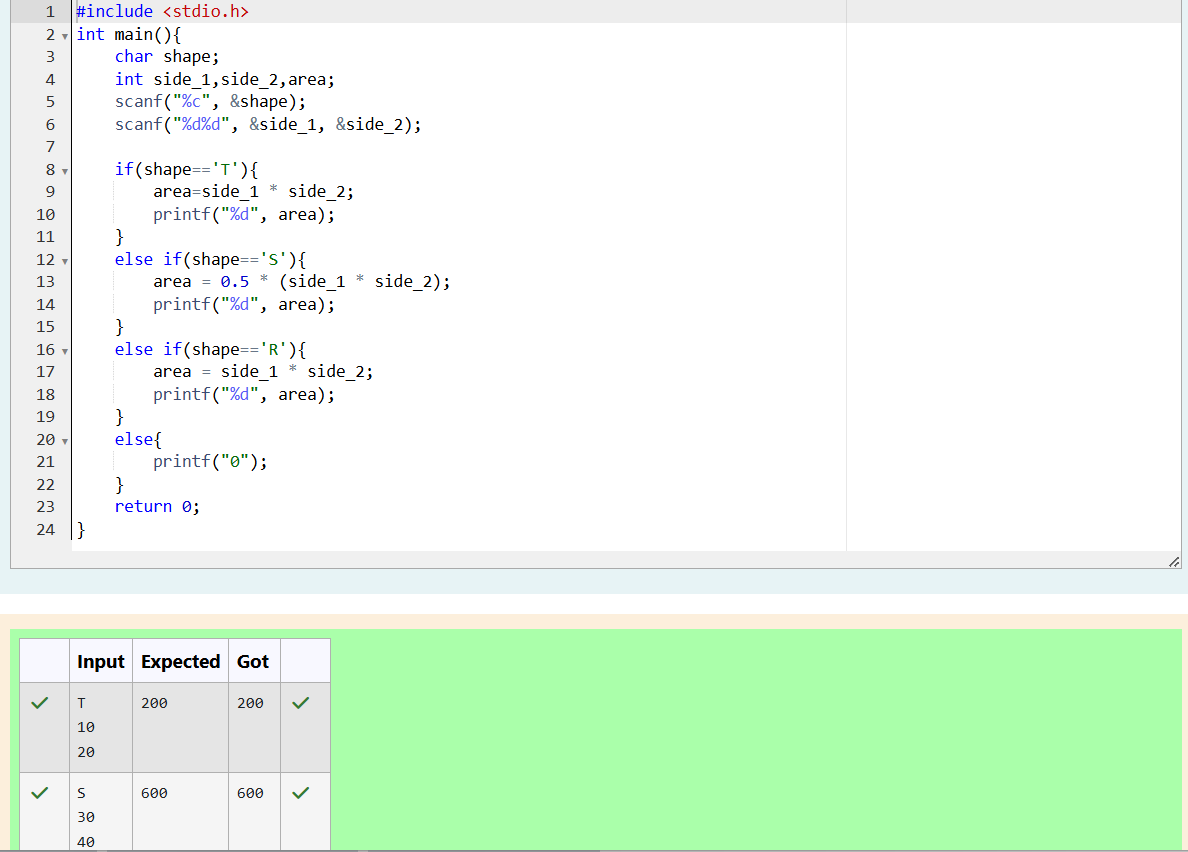 1 #include <stdio.h>
2 int main(){
3     char shape;
4     int side_1,side_2,area;
5     scanf("%c", &shape);
6     scanf("%d%d", &side_1, &side_2);
7
8     if(shape=='T'){
9         area=side_1 * side_2;
10         printf("%d", area);
11     }
12     else if(shape=='S'){
13         area = 0.5 * (side_1 * side_2);
14         printf("%d", area);
15     }
16     else if(shape=='R'){
17         area = side_1 * side_2;
18         printf("%d", area);
19     }
20     else{
21         printf("0");
22     }
23     return 0;
24 }
Input Expected Got
T 200 200
10
20
S 600 600
30
40